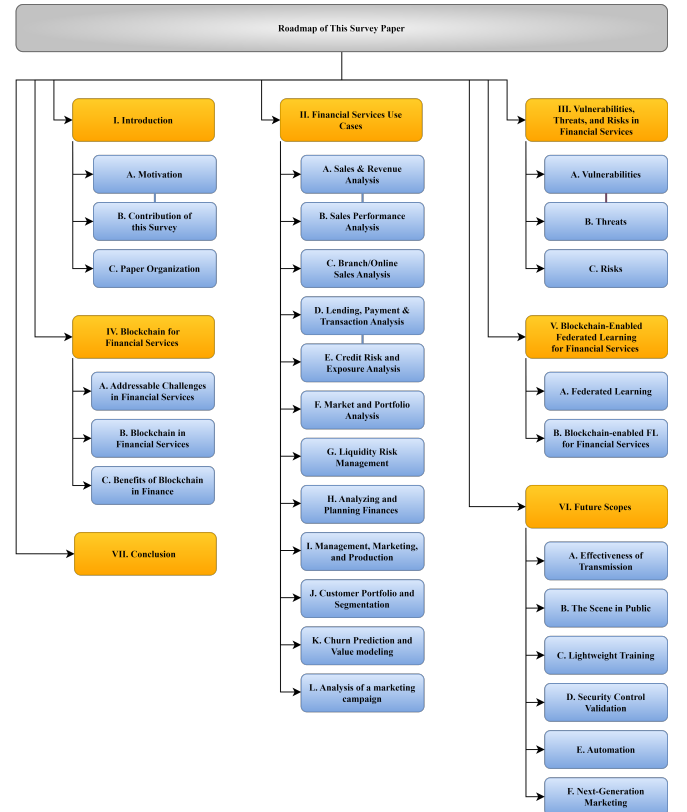 Roadmap of This Survey Paper
I. Introduction
A. Motivation
B. Contribution of
this Survey
C. Paper Organization
II. Financial Services Use
Cases
A. Sales & Revenue
Analysis
B. Sales Performance
Analysis
C. Branch/Online
Sales Analysis
D. Lending, Payment &
Transaction Analysis
E. Credit Risk and
Exposure Analysis
F. Market and Portfolio
Analysis
G. Liquidity Risk
Management
H. Analyzing and
Planning Finances
I. Management, Marketing,
and Production
J. Customer Portfolio and
Segmentation
K. Churn Prediction and
Value modeling
L. Analysis of a marketing
campaign
III. Vulnerabilities,
Threats, and Risks in
Financial Services
A. Vulnerabilities
B. Threats
C. Risks
IV. Blockchain for
Financial Services
A. Addressable Challenges
in Financial Services
B. Blockchain in
Financial Services
C. Benefits of Blockchain
in Finance
V. Blockchain-Enabled
Federated Learning
for Financial Services
A. Federated Learning
B. Blockchain-enabled FL
for Financial Services
VI. Future Scopes
A. Effectiveness of
Transmission
B. The Scene in Public
C. Lightweight Training
D. Security Control
Validation
E. Automation
F. Next-Generation
Marketing
VII. Conclusion